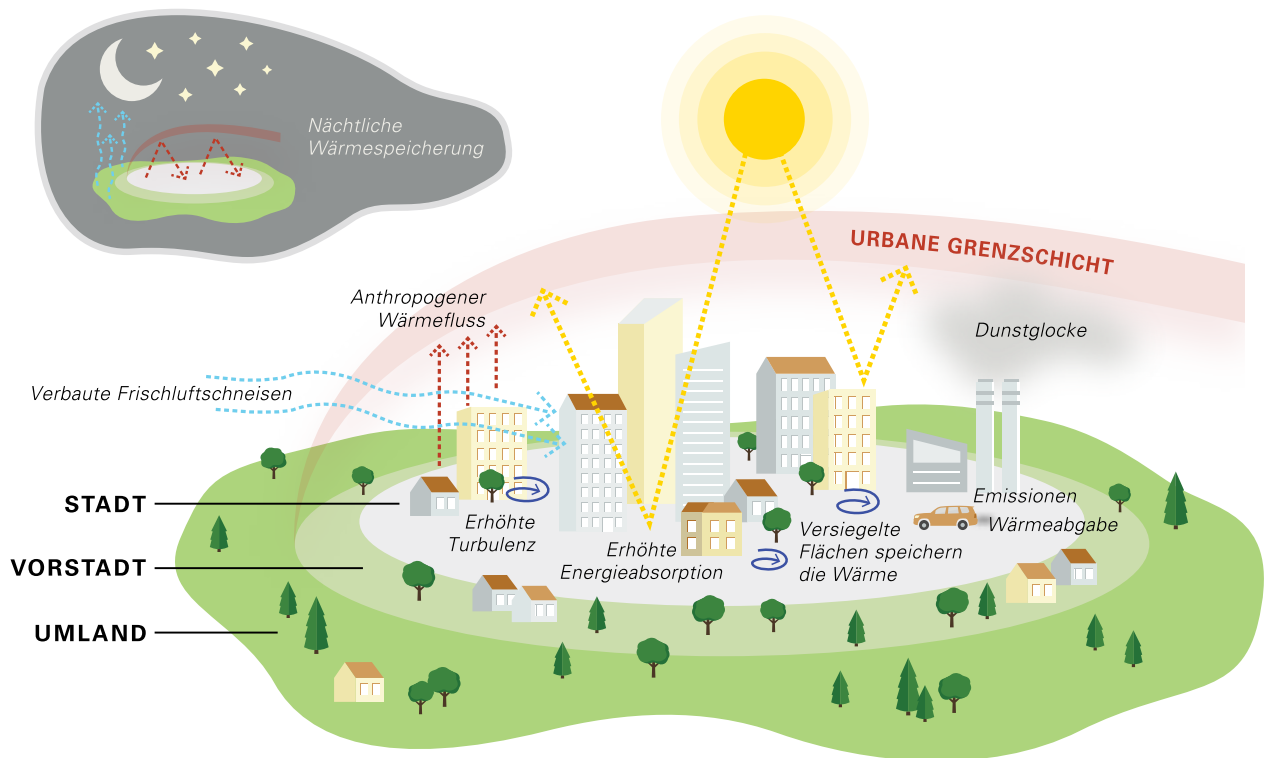 Nächtliche
Wärmespeicherung
URBANE GRENZSCHICHT
Anthropogener
Wärmefluss
Dunstglocke
Verbaute Frischluftschneisen
STADT
VORSTADT
UMLAND
Erhöhte
Turbulenz
Erhöhte
Energieabsorption
Versiegelte
Flächen speichern
die Wärme
Emissionen
Wärmeabgabe